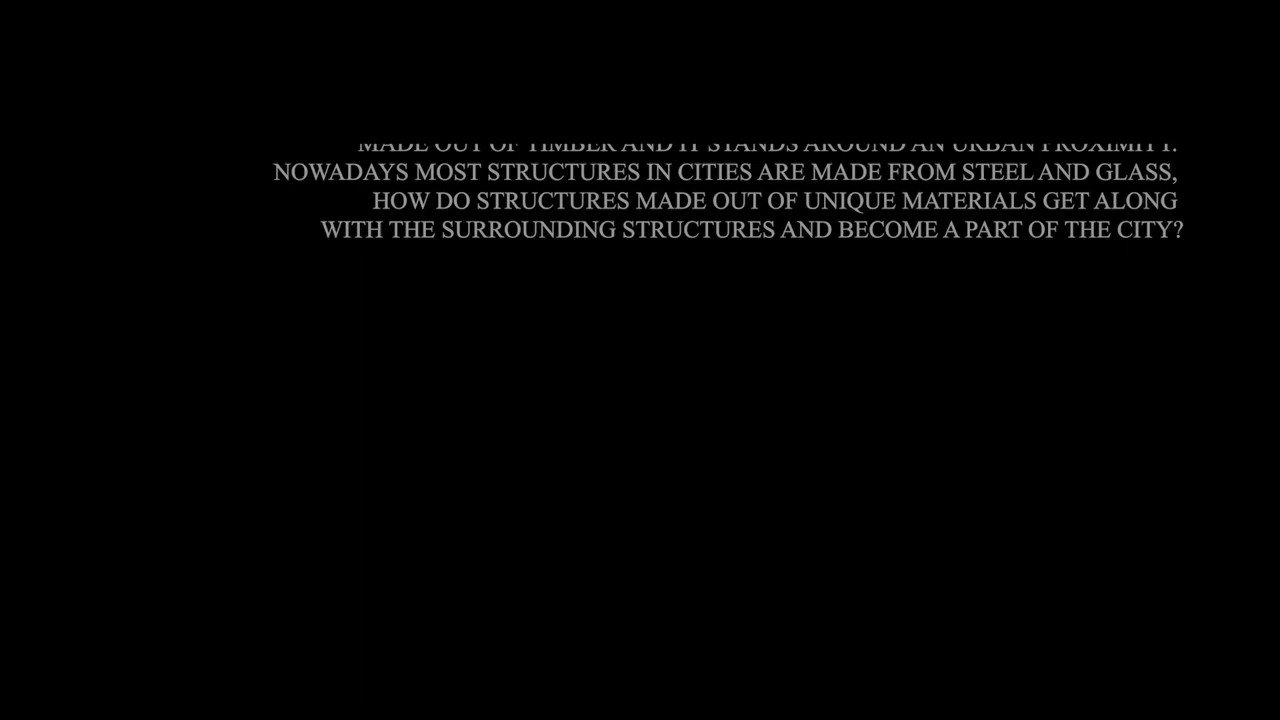 MADE OUT OF TIMBER AND IT STANDS AROUND AN URBAN PROXIMITY.
NOWADAYS MOST STRUCTURES IN CITIES ARE MADE FROM STEEL AND GLASS,
HOW DO STRUCTURES MADE OUT OF UNIQUE MATERIALS GET ALONG
WITH THE SURROUNDING STRUCTURES AND BECOME A PART OF THE CITY?